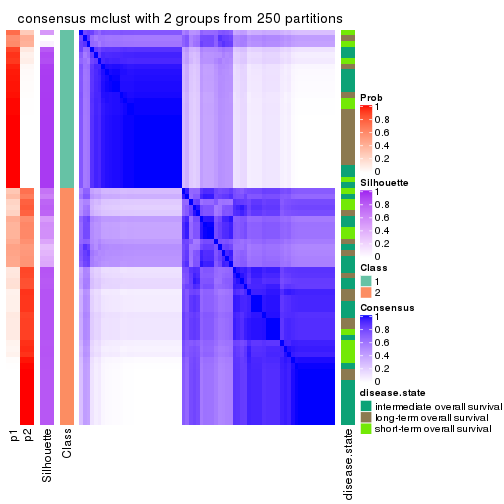 consensus mclust with 2 groups from 250 partitions
Prob
1
0.8
0.6
0.4
0.2
0
Silhouette
1
0.8
0.6
0.4
0.2
0
Class
1
2
Consensus
1
0.8
0.6
0.4
0.2
0
disease.state
intermediate overall survival
long-term overall survival
short-term overall survival
p1
p2
Silhouette
Class
disease.state